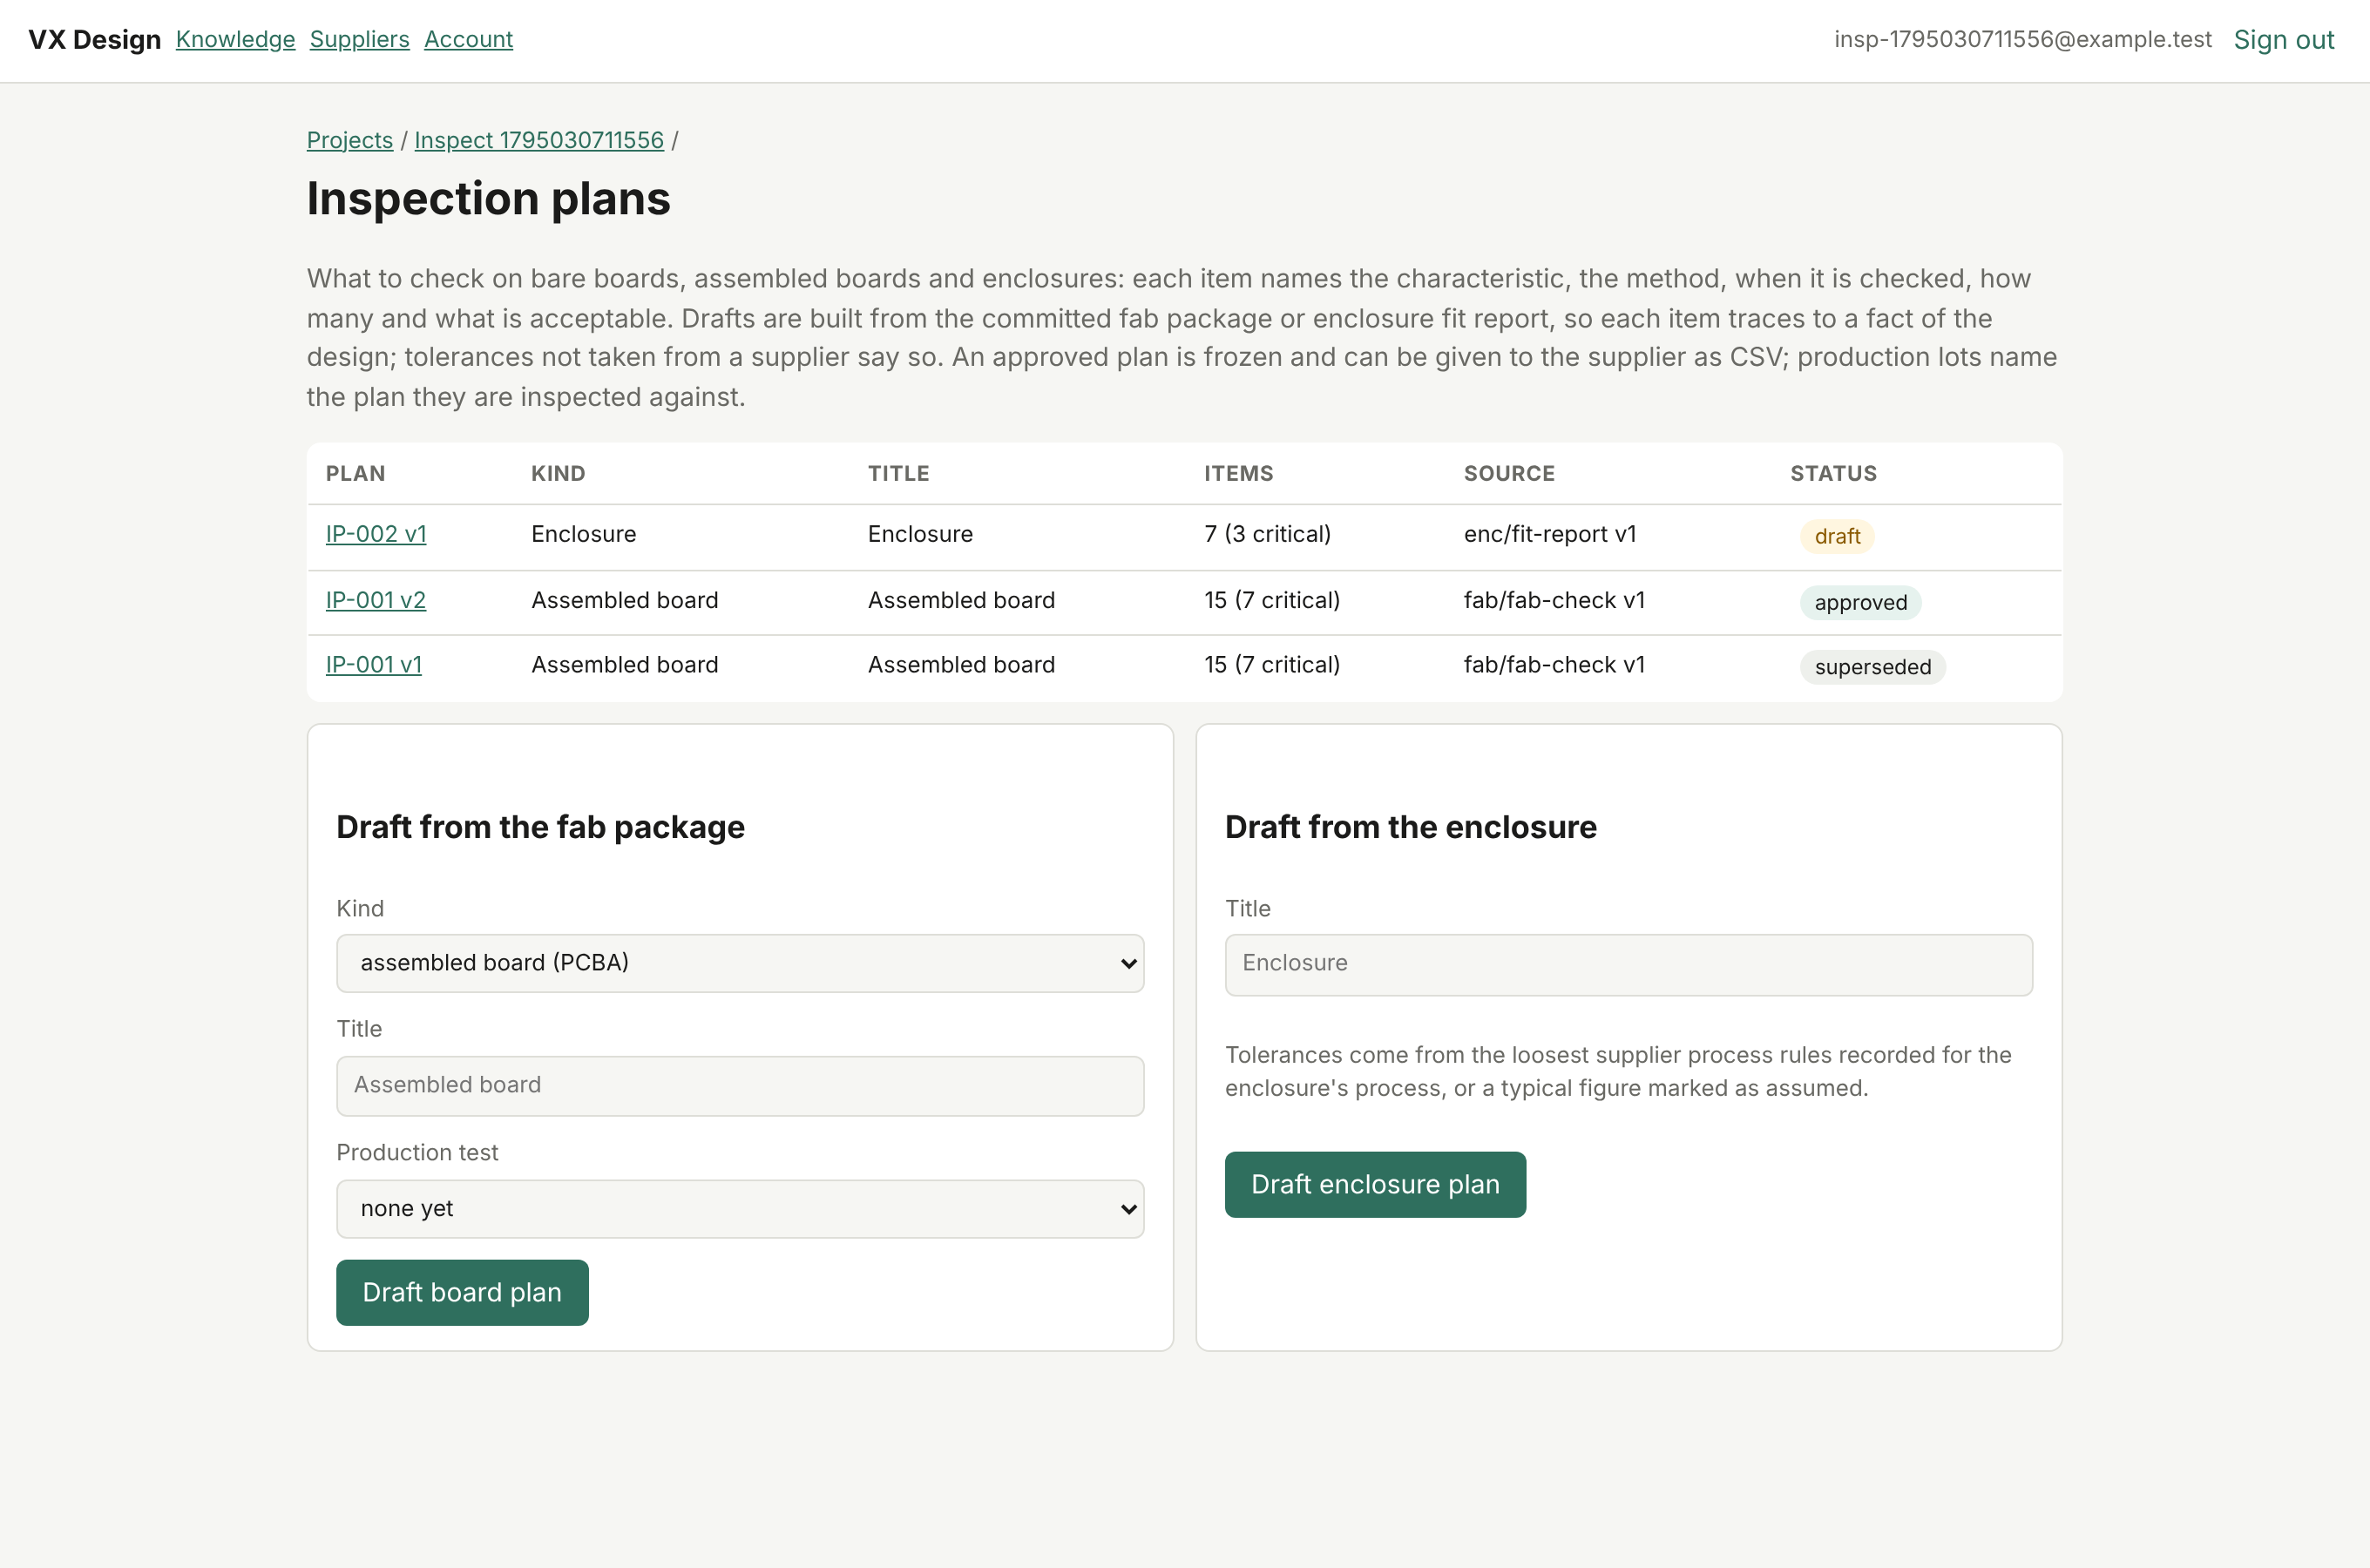 VX Design Knowledge Suppliers Account insp-1795030711556@example.test Sign out
Projects / Inspect 1795030711556 /
Inspection plans
What to check on bare boards, assembled boards and enclosures: each item names the characteristic, the method, when it is checked, how
many and what is acceptable. Drafts are built from the committed fab package or enclosure fit report, so each item traces to a fact of the
design; tolerances not taken from a supplier say so. An approved plan is frozen and can be given to the supplier as CSV; production lots name
the plan they are inspected against.
PLAN KIND TITLE ITEMS SOURCE STATUS
IP-002 v1 Enclosure Enclosure 7 (3 critical) enc/fit-report v1 draft
IP-001 v2 Assembled board Assembled board 15 (7 critical) fab/fab-check v1 approved
IP-001 v1 Assembled board Assembled board 15 (7 critical) fab/fab-check v1 superseded
Draft from the fab package
Kind
assembled board (PCBA)
Title
Assembled board
Production test
none yet
Draft board plan
Draft from the enclosure
Title
Enclosure
Tolerances come from the loosest supplier process rules recorded for the
enclosure's process, or a typical figure marked as assumed.
Draft enclosure plan